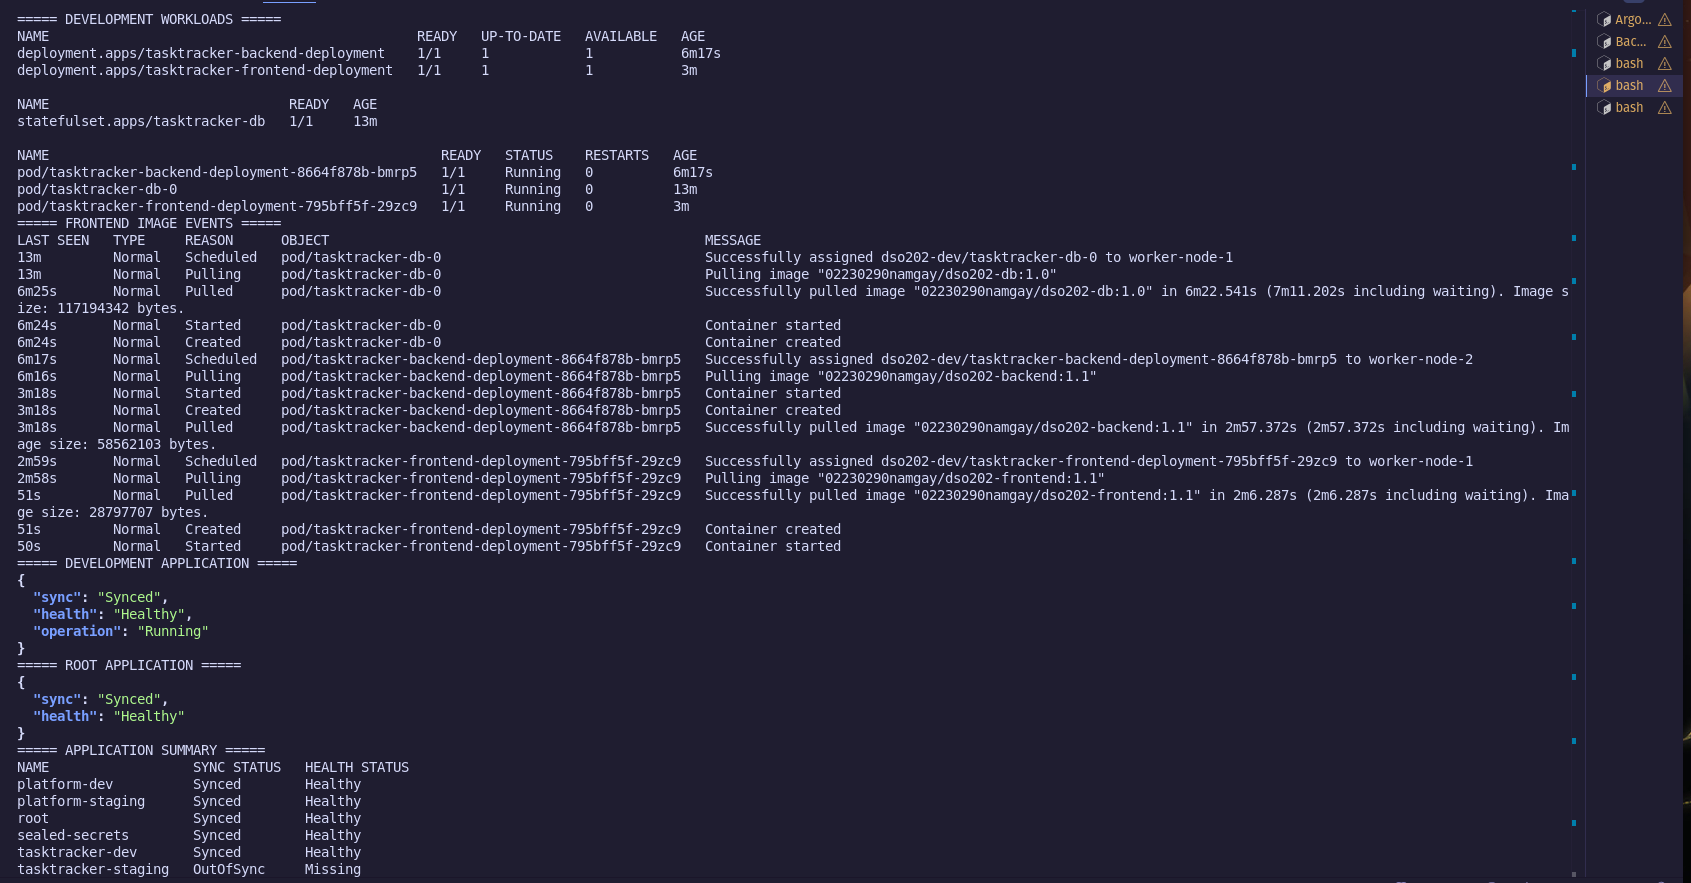 ===== DEVELOPMENT WORKLOADS =====
NAME                                              READY   UP-TO-DATE   AVAILABLE   AGE
deployment.apps/tasktracker-backend-deployment    1/1     1            1           6m17s
deployment.apps/tasktracker-frontend-deployment   1/1     1            1           3m
NAME                              READY   AGE
statefulset.apps/tasktracker-db   1/1     13m
NAME                                                 READY   STATUS    RESTARTS   AGE
pod/tasktracker-backend-deployment-8664f878b-bmrp5   1/1     Running   0          6m17s
pod/tasktracker-db-0                                 1/1     Running   0          13m
pod/tasktracker-frontend-deployment-795bff5f-29zc9   1/1     Running   0          3m
===== FRONTEND IMAGE EVENTS =====
LAST SEEN   TYPE     REASON      OBJECT                                               MESSAGE
13m         Normal   Scheduled   pod/tasktracker-db-0                                 Successfully assigned dso202-dev/tasktracker-db-0 to worker-node-1
13m         Normal   Pulling     pod/tasktracker-db-0                                 Pulling image "02230290namgay/dso202-db:1.0"
6m25s       Normal   Pulled      pod/tasktracker-db-0                                 Successfully pulled image "02230290namgay/dso202-db:1.0" in 6m22.541s (7m11.202s including waiting). Image s
ize: 117194342 bytes.
6m24s       Normal   Started     pod/tasktracker-db-0                                 Container started
6m24s       Normal   Created     pod/tasktracker-db-0                                 Container created
6m17s       Normal   Scheduled   pod/tasktracker-backend-deployment-8664f878b-bmrp5   Successfully assigned dso202-dev/tasktracker-backend-deployment-8664f878b-bmrp5 to worker-node-2
6m16s       Normal   Pulling     pod/tasktracker-backend-deployment-8664f878b-bmrp5   Pulling image "02230290namgay/dso202-backend:1.1"
3m18s       Normal   Started     pod/tasktracker-backend-deployment-8664f878b-bmrp5   Container started
3m18s       Normal   Created     pod/tasktracker-backend-deployment-8664f878b-bmrp5   Container created
3m18s       Normal   Pulled      pod/tasktracker-backend-deployment-8664f878b-bmrp5   Successfully pulled image "02230290namgay/dso202-backend:1.1" in 2m57.372s (2m57.372s including waiting). Im
age size: 58562103 bytes.
2m59s       Normal   Scheduled   pod/tasktracker-frontend-deployment-795bff5f-29zc9   Successfully assigned dso202-dev/tasktracker-frontend-deployment-795bff5f-29zc9 to worker-node-1
2m58s       Normal   Pulling     pod/tasktracker-frontend-deployment-795bff5f-29zc9   Pulling image "02230290namgay/dso202-frontend:1.1"
51s         Normal   Pulled      pod/tasktracker-frontend-deployment-795bff5f-29zc9   Successfully pulled image "02230290namgay/dso202-frontend:1.1" in 2m6.287s (2m6.287s including waiting). Ima
ge size: 28797707 bytes.
51s         Normal   Created     pod/tasktracker-frontend-deployment-795bff5f-29zc9   Container created
50s         Normal   Started     pod/tasktracker-frontend-deployment-795bff5f-29zc9   Container started
===== DEVELOPMENT APPLICATION =====
{
  "sync": "Synced",
  "health": "Healthy",
  "operation": "Running"
}
===== ROOT APPLICATION =====
{
  "sync": "Synced",
  "health": "Healthy"
}
===== APPLICATION SUMMARY =====
NAME                  SYNC STATUS   HEALTH STATUS
platform-dev          Synced        Healthy
platform-staging      Synced        Healthy
root                  Synced        Healthy
sealed-secrets        Synced        Healthy
tasktracker-dev       Synced        Healthy
tasktracker-staging   OutOfSync     Missing
Argo...
Bac...
bash
bash
bash